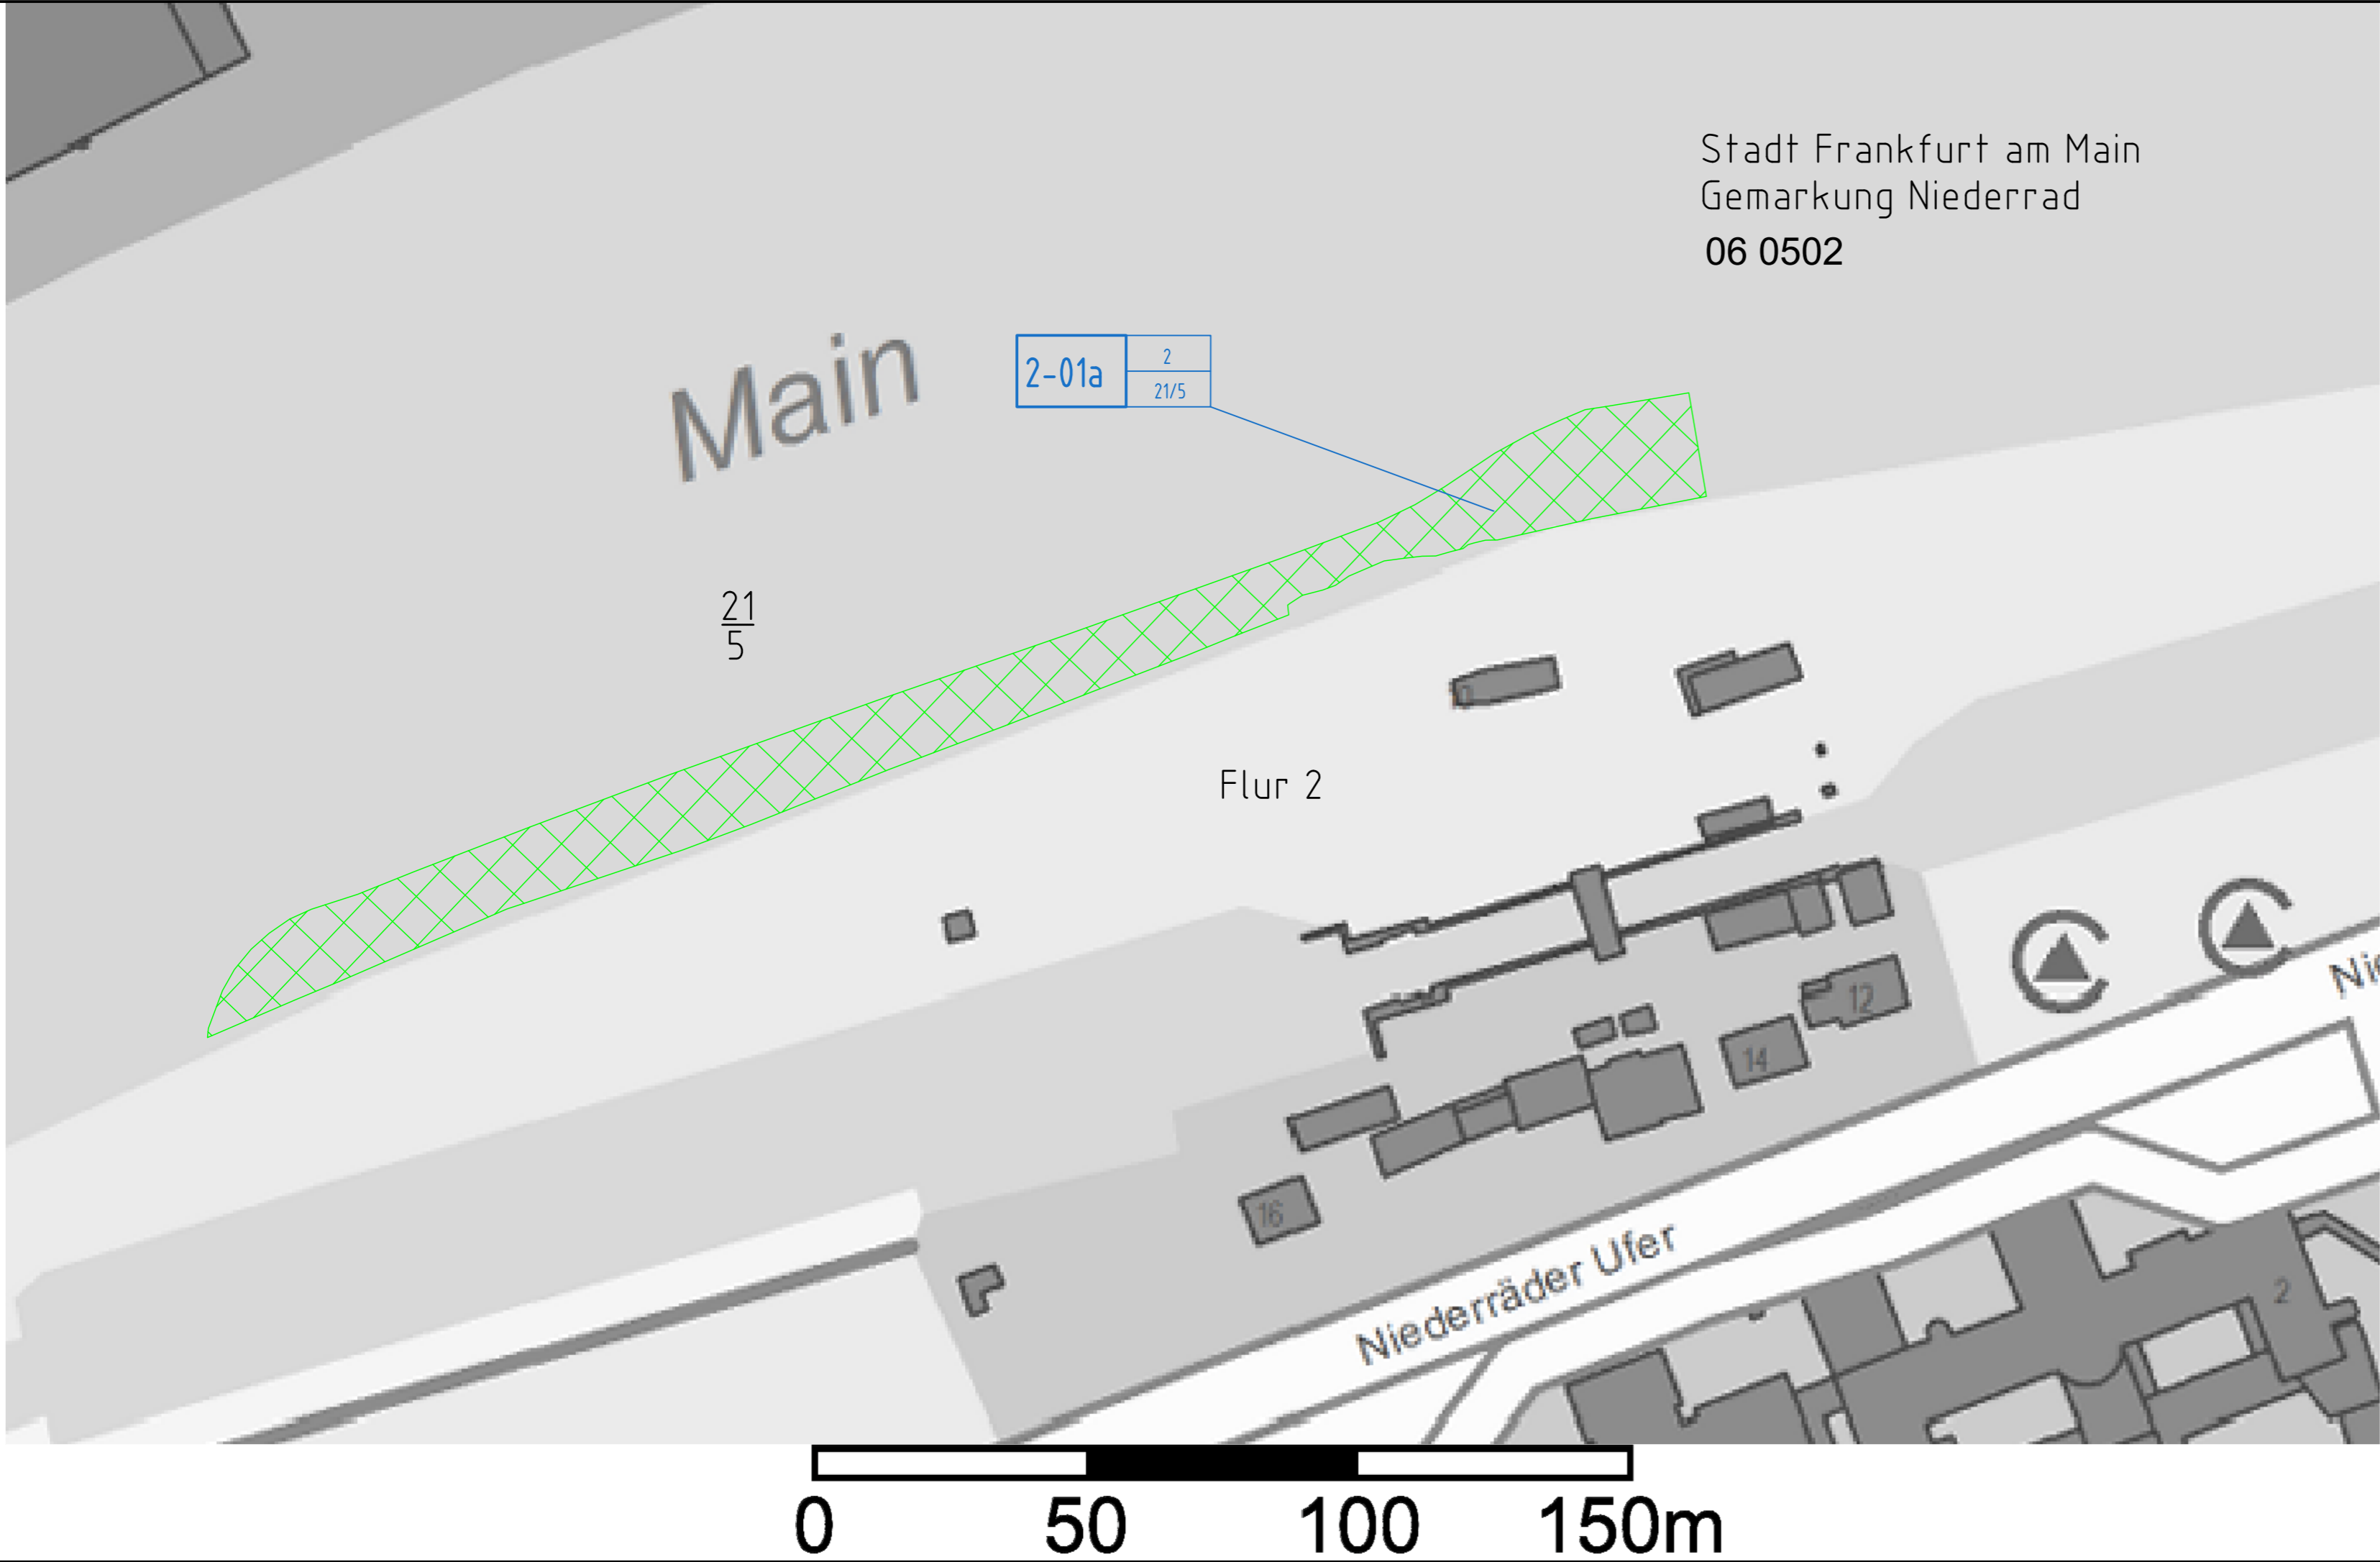 Stadt Frankfurt am Main
Gemarkung Niederrad
06 0502
Main
2-01a
2
21/5
21
5
Flur 2
12
14
16
Niederräder Ufer
2
0 50 100 150m